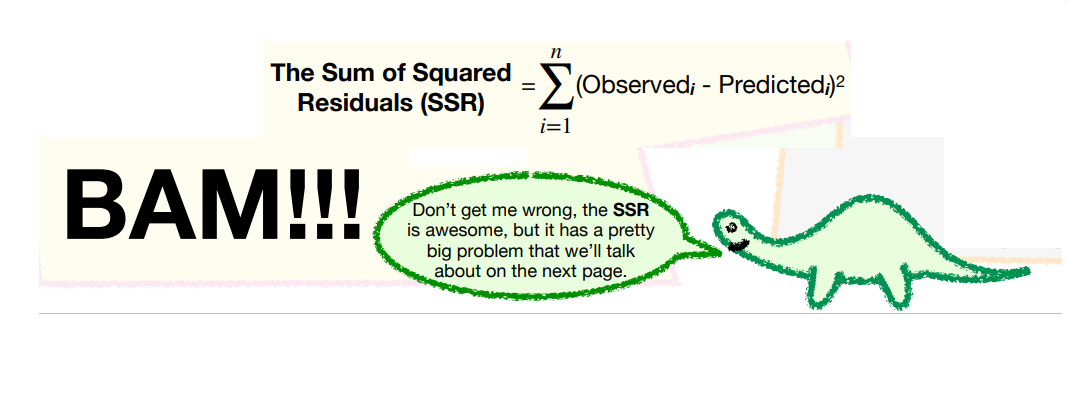 The Sum of Squared
Residuals (SSR)
= n∑i=1 (Observedi - Predictedi)²
BAM!!!
Don’t get me wrong, the SSR
is awesome, but it has a pretty
big problem that we’ll talk
about on the next page.